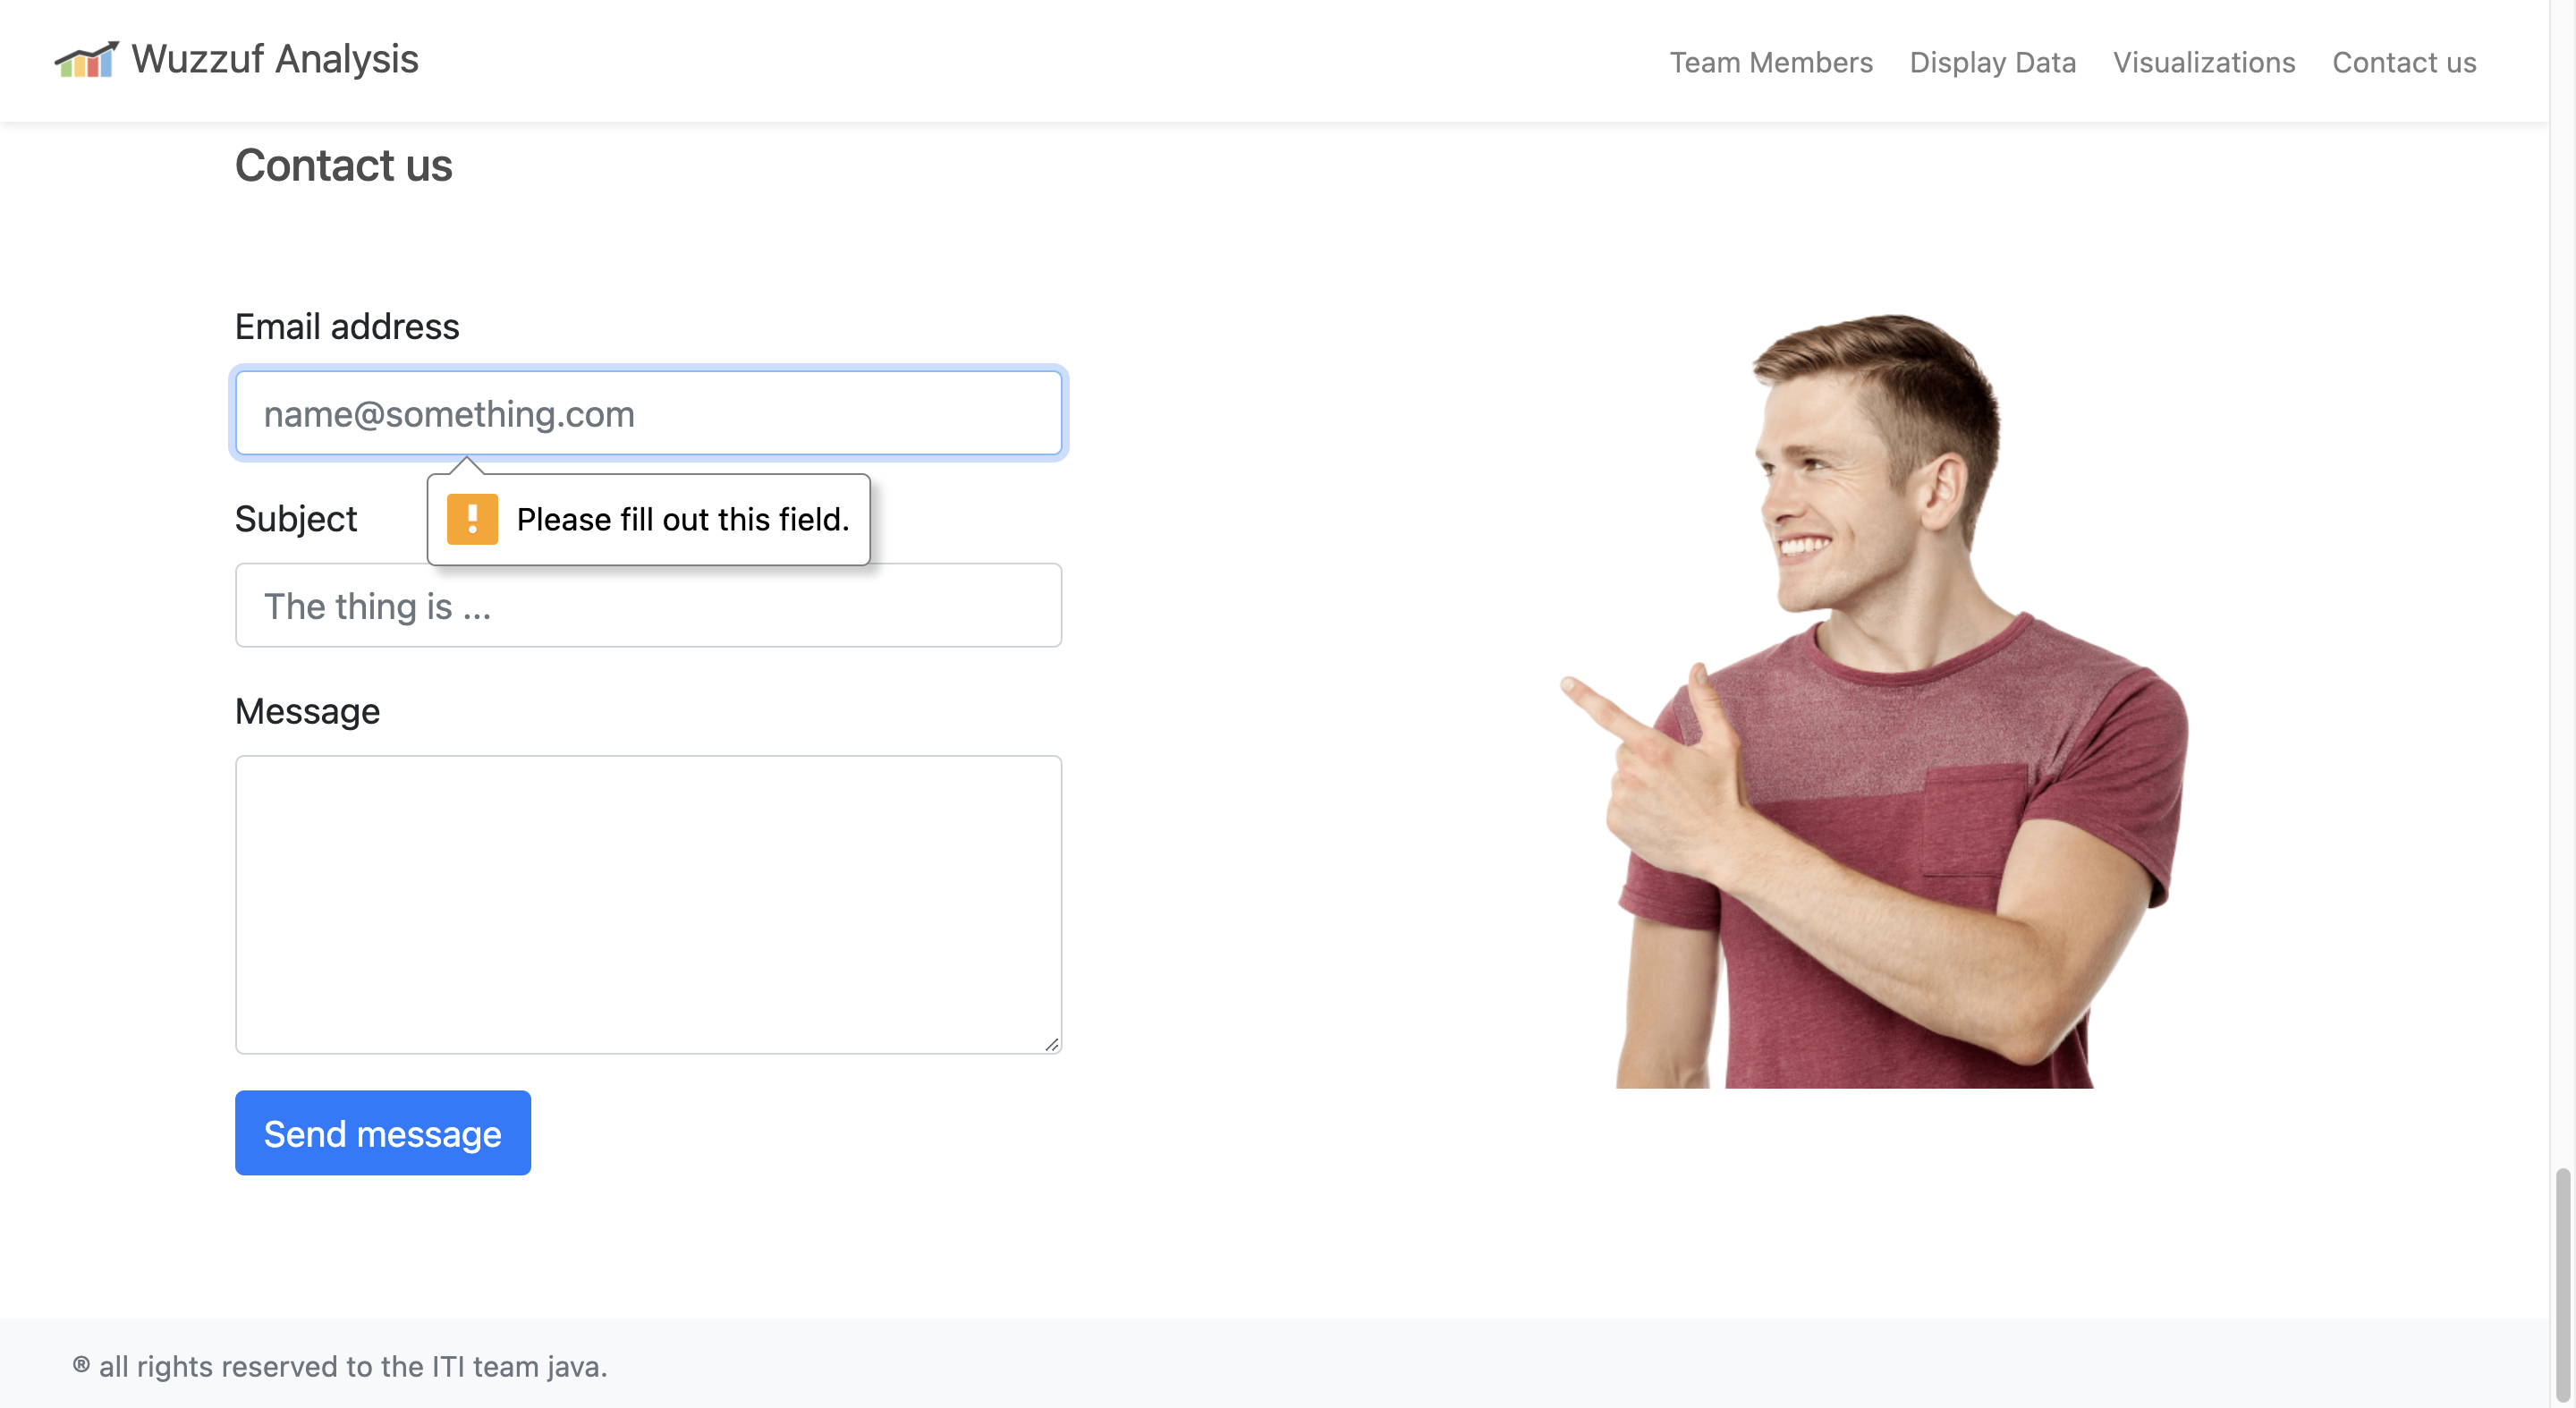 Wuzzuf Analysis
Team Members
Display Data
Visualizations
Contact us
Contact us
Email address
name@something.com
Please fill out this field.
Subject
The thing is ...
Message
Send message
® all rights reserved to the ITI team java.